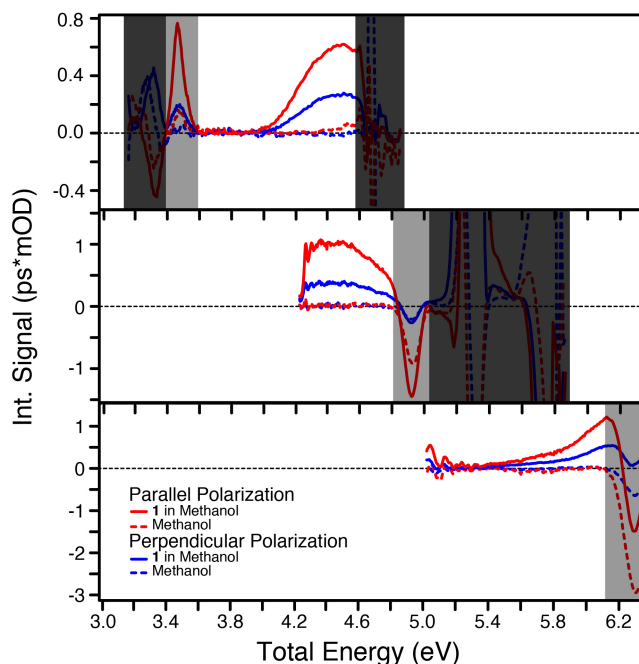 0.8
0.4
0.0
-0.4
1
0
-1
1
0
-1
-2
-3
Int. Signal (ps*mOD)
Parallel Polarization
1 in Methanol
Methanol
Perpendicular Polarization
1 in Methanol
Methanol
3.0 3.4 3.8 4.2 4.6 5.0 5.4 5.8 6.2
Total Energy (eV)